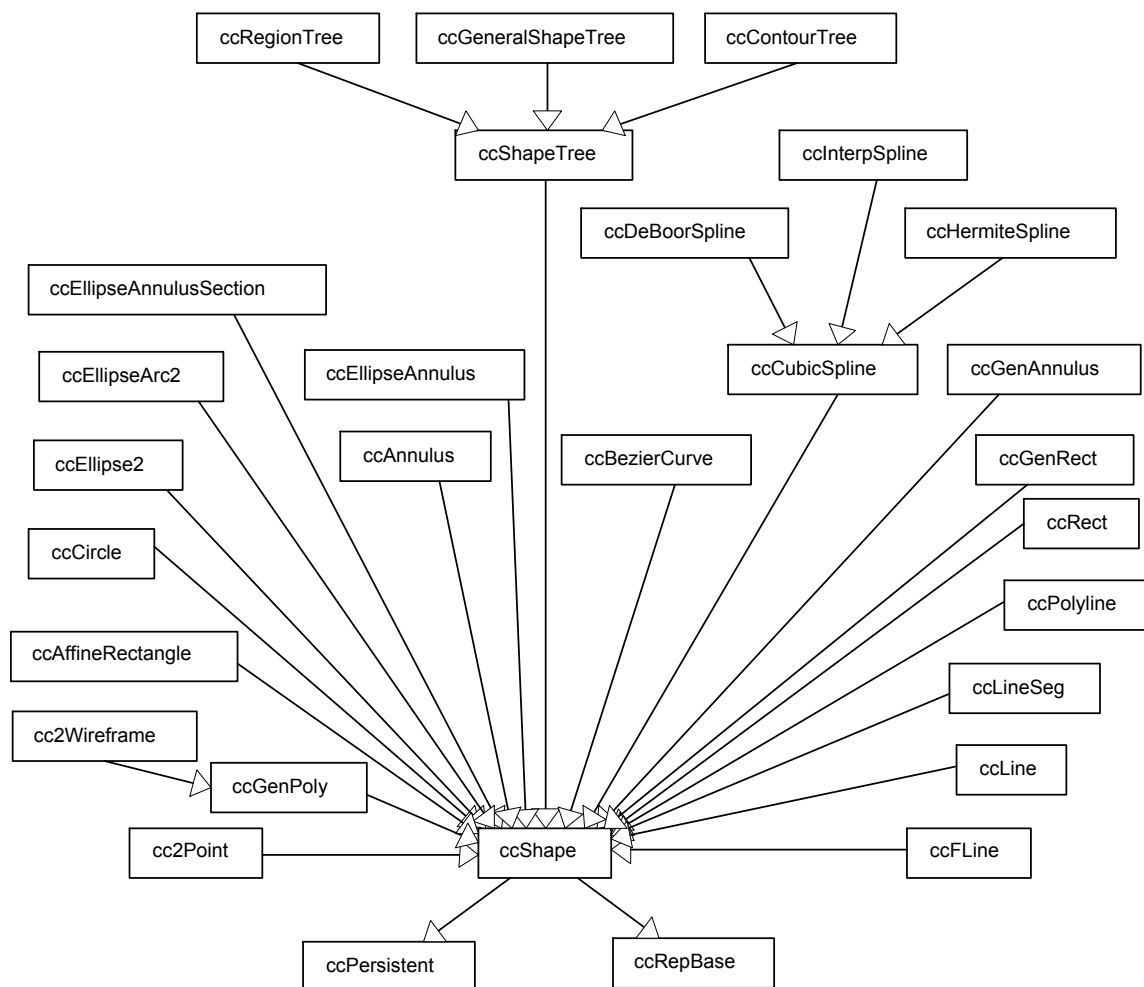 ccRegionTree
ccGeneralShapeTree
ccContourTree
ccShapeTree
ccInterpSpline
ccDeBoorSpline
ccHermiteSpline
ccEllipseAnnulusSection
ccEllipseArc2
ccEllipseAnnulus
ccCubicSpline
ccGenAnnulus
ccEllipse2
ccAnnulus
ccBezierCurve
ccGenRect
ccRect
ccCircle
ccPolyline
ccAffineRectangle
ccLineSeg
cc2Wireframe
ccGenPoly
ccLine
cc2Point
ccShape
ccFLine
ccPersistent
ccRepBase